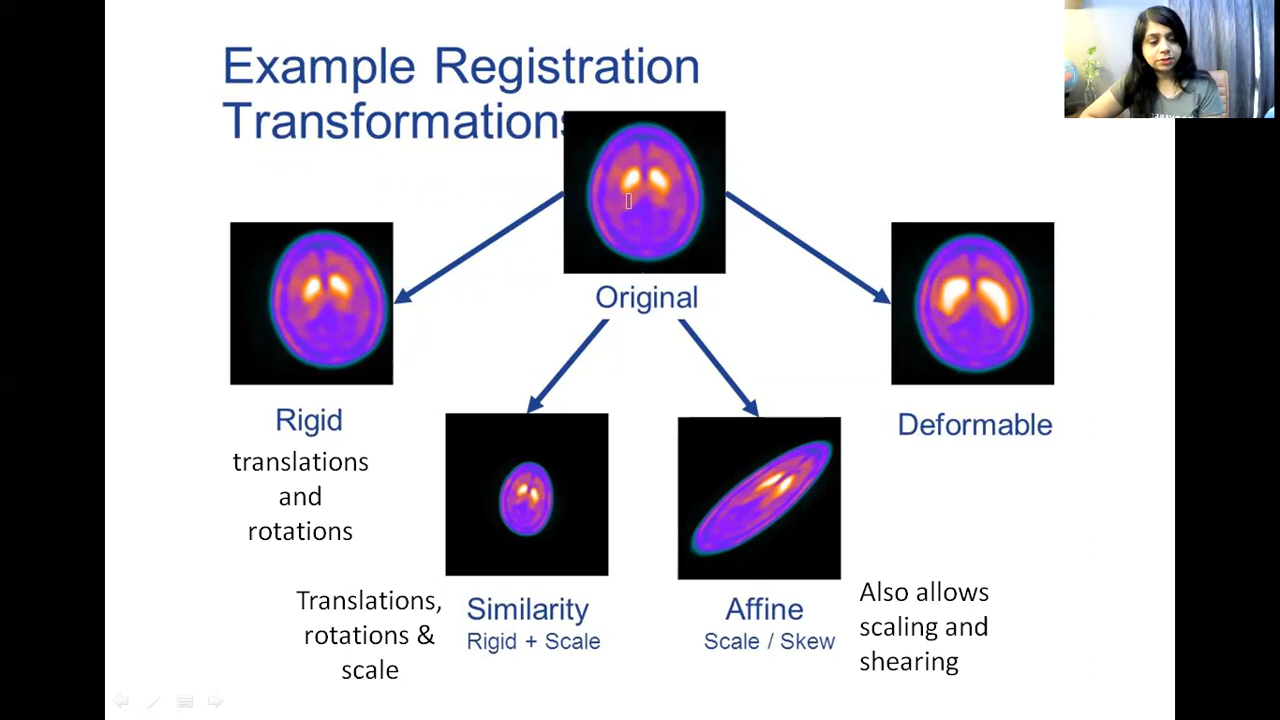 Example Registration
Transformations
Original
Rigid
translations
and
rotations
Translations,
rotations &
scale
Similarity
Rigid + Scale
Affine
Scale / Skew
Also allows
scaling and
shearing
Deformable